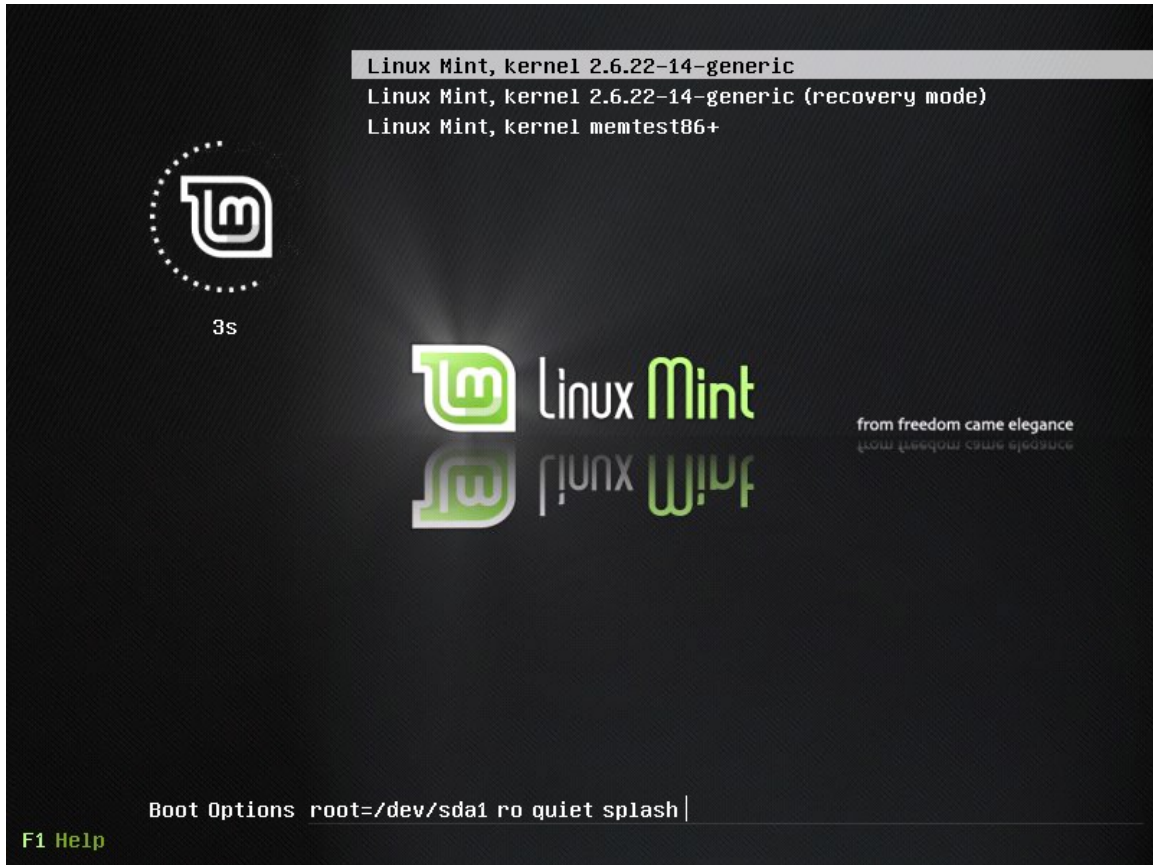 Linux Mint, kernel 2.6.22-14-generic
Linux Mint, kernel 2.6.22-14-generic (recovery mode)
Linux Mint, kernel memtest86+
3s
Linux Mint
from freedom came elegance
Boot Options root=/dev/sda1 ro quiet splash
F1 Help